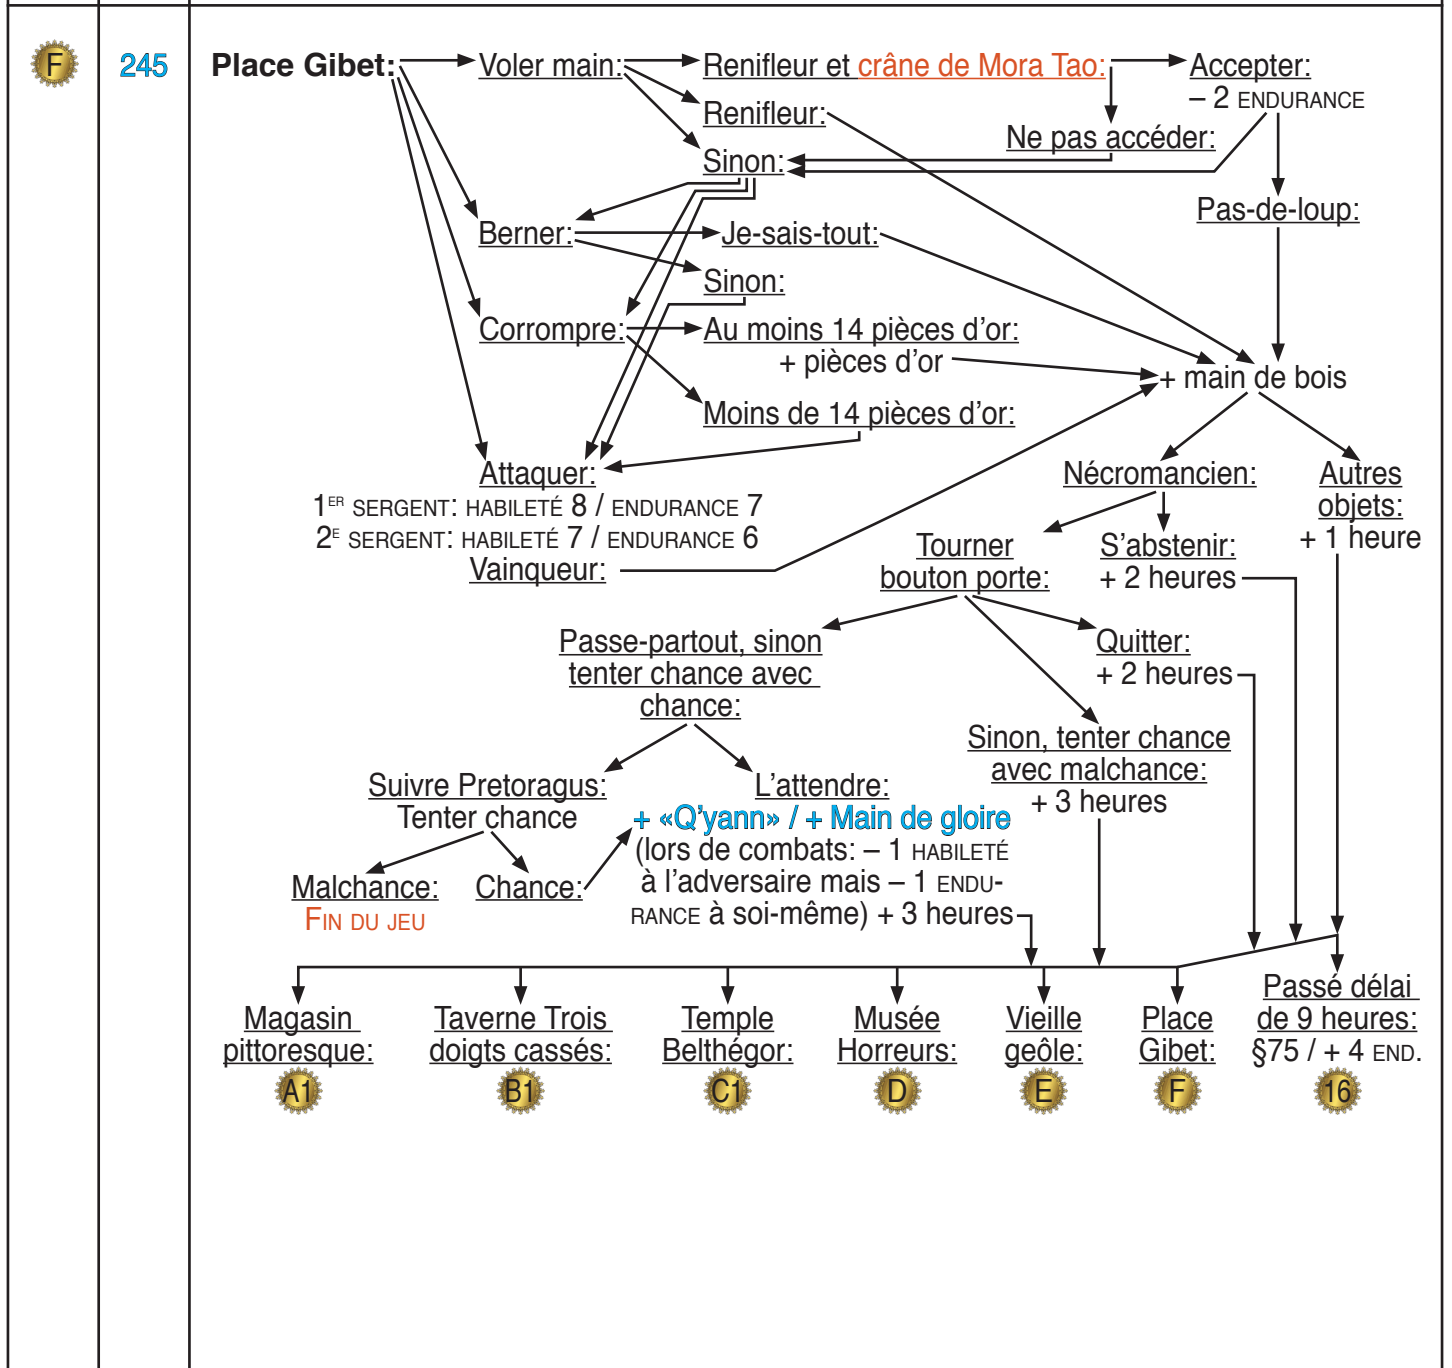 F 245 Place Gibet: Voler main: Renifleur et crâne de Mora Tao: Accepter:
– 2 ENDURANCE
Renifleur:
Ne pas accéder:
Sinon:
Pas-de-loup:
Berner: Je-sais-tout:
Sinon:
Corrompre: Au moins 14 pièces d’or:
+ pièces d’or
+ main de bois
Moins de 14 pièces d’or:
Attaquer:
1ER SERGENT: HABILETÉ 8 / ENDURANCE 7
2E SERGENT: HABILETÉ 7 / ENDURANCE 6
Vainqueur:
Nécromancien:
Autres
objets:
+ 1 heure
Tourner
bouton porte:
S’abstenir:
+ 2 heures
Passe-partout, sinon
tenter chance avec
chance:
Quitter:
+ 2 heures
Sinon, tenter chance
avec malchance:
+ 3 heures
Suivre Pretoragus:
Tenter chance
L’attendre:
+ «Q’yann» / + Main de gloire
(lors de combats: – 1 HABILETÉ
à l’adversaire mais – 1 ENDU-
RANCE à soi-même) + 3 heures
Malchance:
FIN DU JEU
Chance:
Magasin
pittoresque:
A1
Taverne Trois
doigts cassés:
B1
Temple
Belthégor:
C1
Musée
Horreurs:
D
Vieille
geôle:
E
Place
Gibet:
F
Passé délai
de 9 heures:
§75 / + 4 END.
16